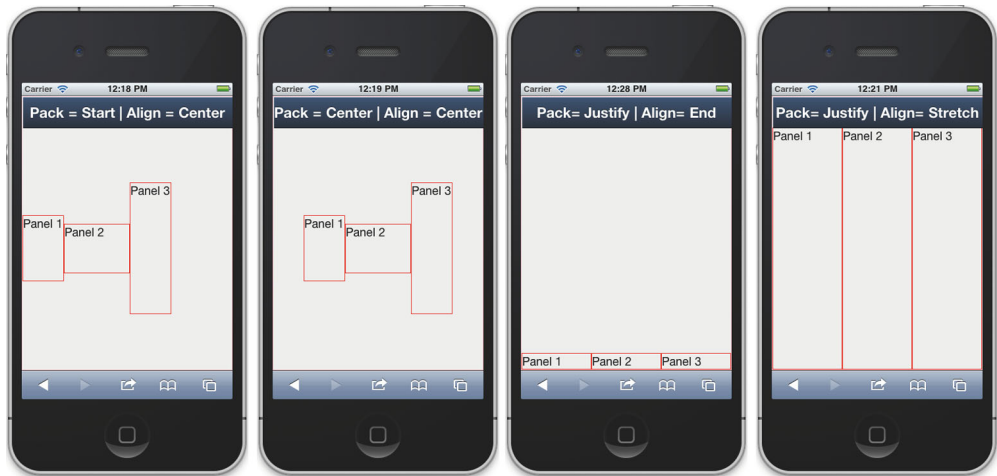 Carrier 12:18 PM
Pack = Start | Align = Center
Panel 1
Panel 2
Panel 3
Carrier 12:19 PM
Pack = Center | Align = Center
Panel 1
Panel 2
Panel 3
Carrier 12:28 PM
Pack= Justify | Align= End
Panel 1 Panel 2 Panel 3
Carrier 12:21 PM
Pack= Justify | Align= Stretch
Panel 1 Panel 2 Panel 3